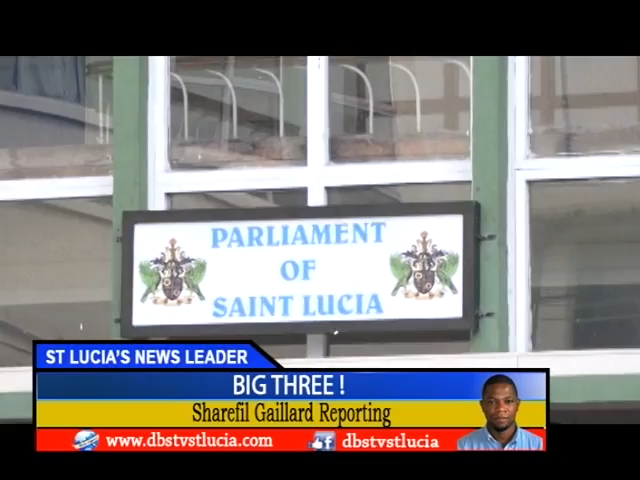 PARLIAMENT
OF
SAINT LUCIA
ST LUCIA'S NEWS LEADER
BIG THREE !
Sharefil Gaillard Reporting
www.dbstvstlucia.com
dbstvstlucia